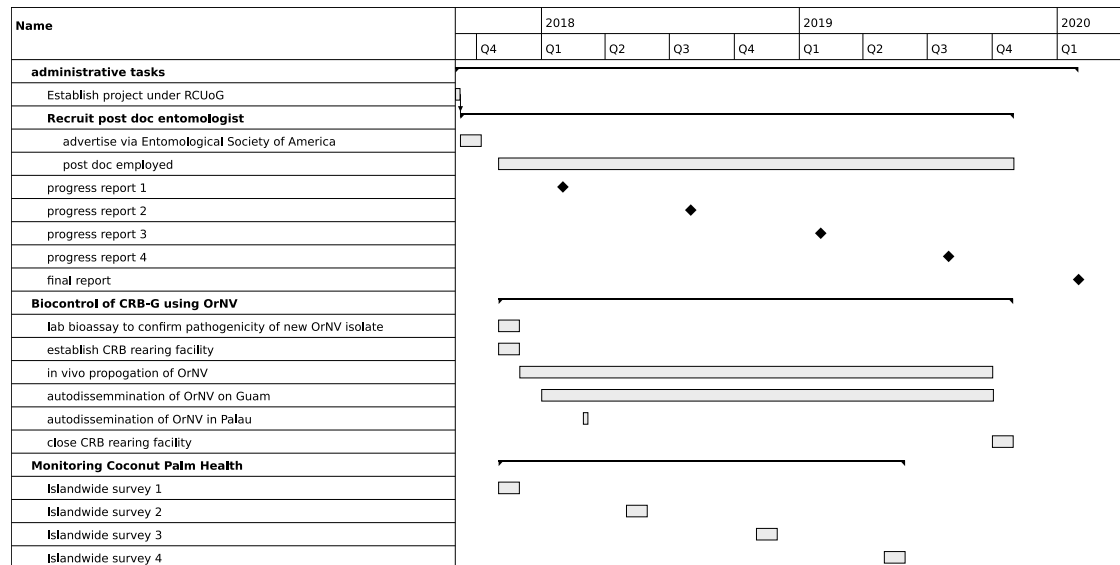 Name
2018 2019 2020
Q4 Q1 Q2 Q3 Q4 Q1 Q2 Q3 Q4 Q1
administrative tasks
Establish project under RCUoG
Recruit post doc entomologist
advertise via Entomological Society of America
post doc employed
progress report 1
progress report 2
progress report 3
progress report 4
final report
Biocontrol of CRB-G using OrNV
lab bioassay to confirm pathogenicity of new OrNV isolate
establish CRB rearing facility
in vivo propogation of OrNV
autodissemmination of OrNV on Guam
autodissemination of OrNV in Palau
close CRB rearing facility
Monitoring Coconut Palm Health
Islandwide survey 1
Islandwide survey 2
Islandwide survey 3
Islandwide survey 4